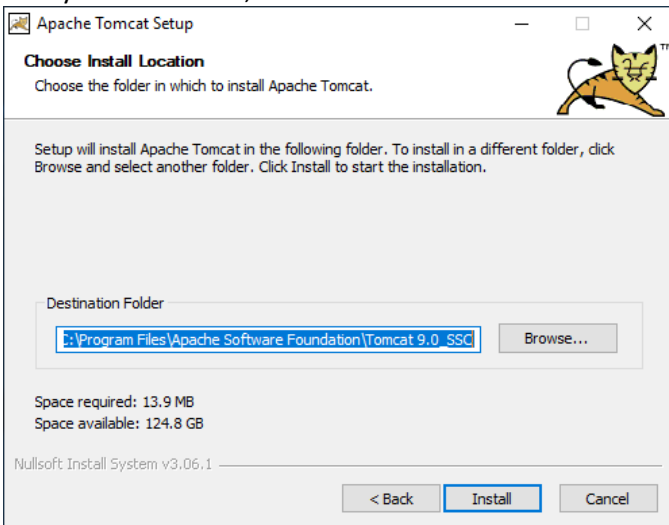 Apache Tomcat Setup
Choose Install Location
Choose the folder in which to install Apache Tomcat.
TM
Setup will install Apache Tomcat in the following folder. To install in a different folder, click
Browse and select another folder. Click Install to start the installation.
Destination Folder
C:\Program Files\Apache Software Foundation\Tomcat 9.0_SSC
Browse...
Space required: 13.9 MB
Space available: 124.8 GB
Nullsoft Install System v3.06.1
< Back
Install
Cancel